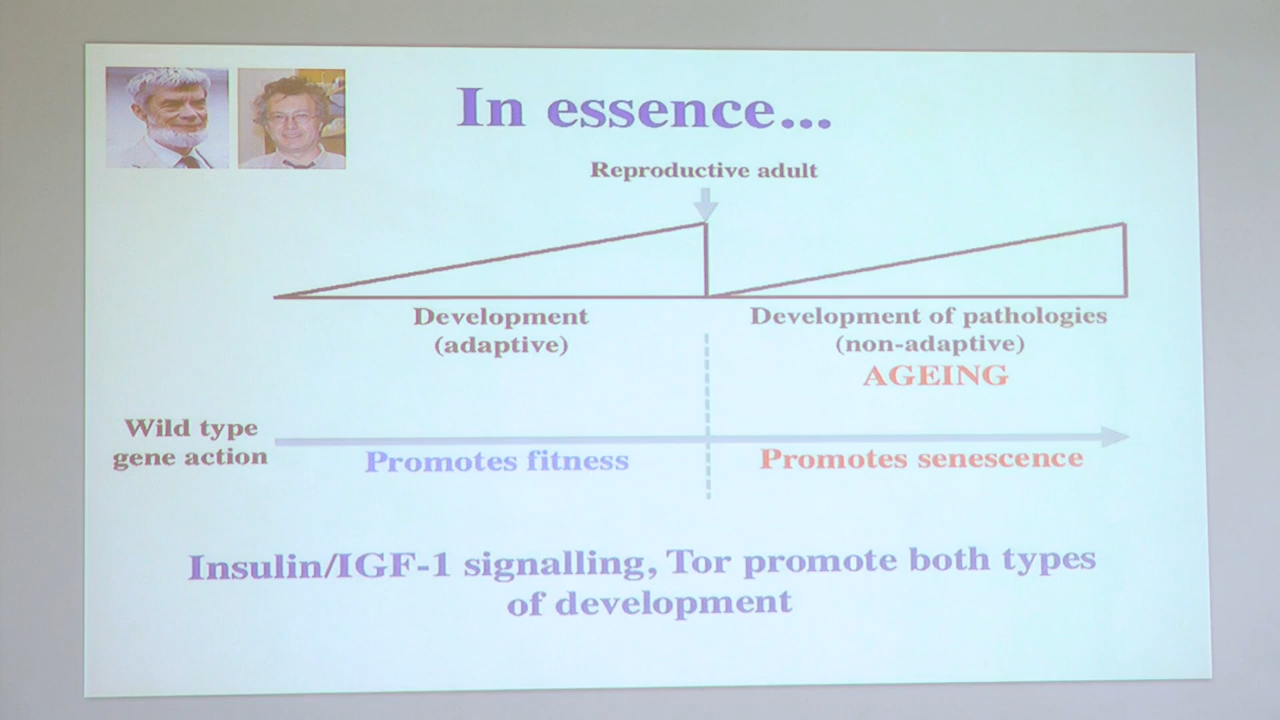 In essence...
Reproductive adult
Development
(adaptive)
Development of pathologies
(non-adaptive)
AGEING
Wild type
gene action
Promotes fitness
Promotes senescence
Insulin/IGF-1 signalling, Tor promote both types
of development